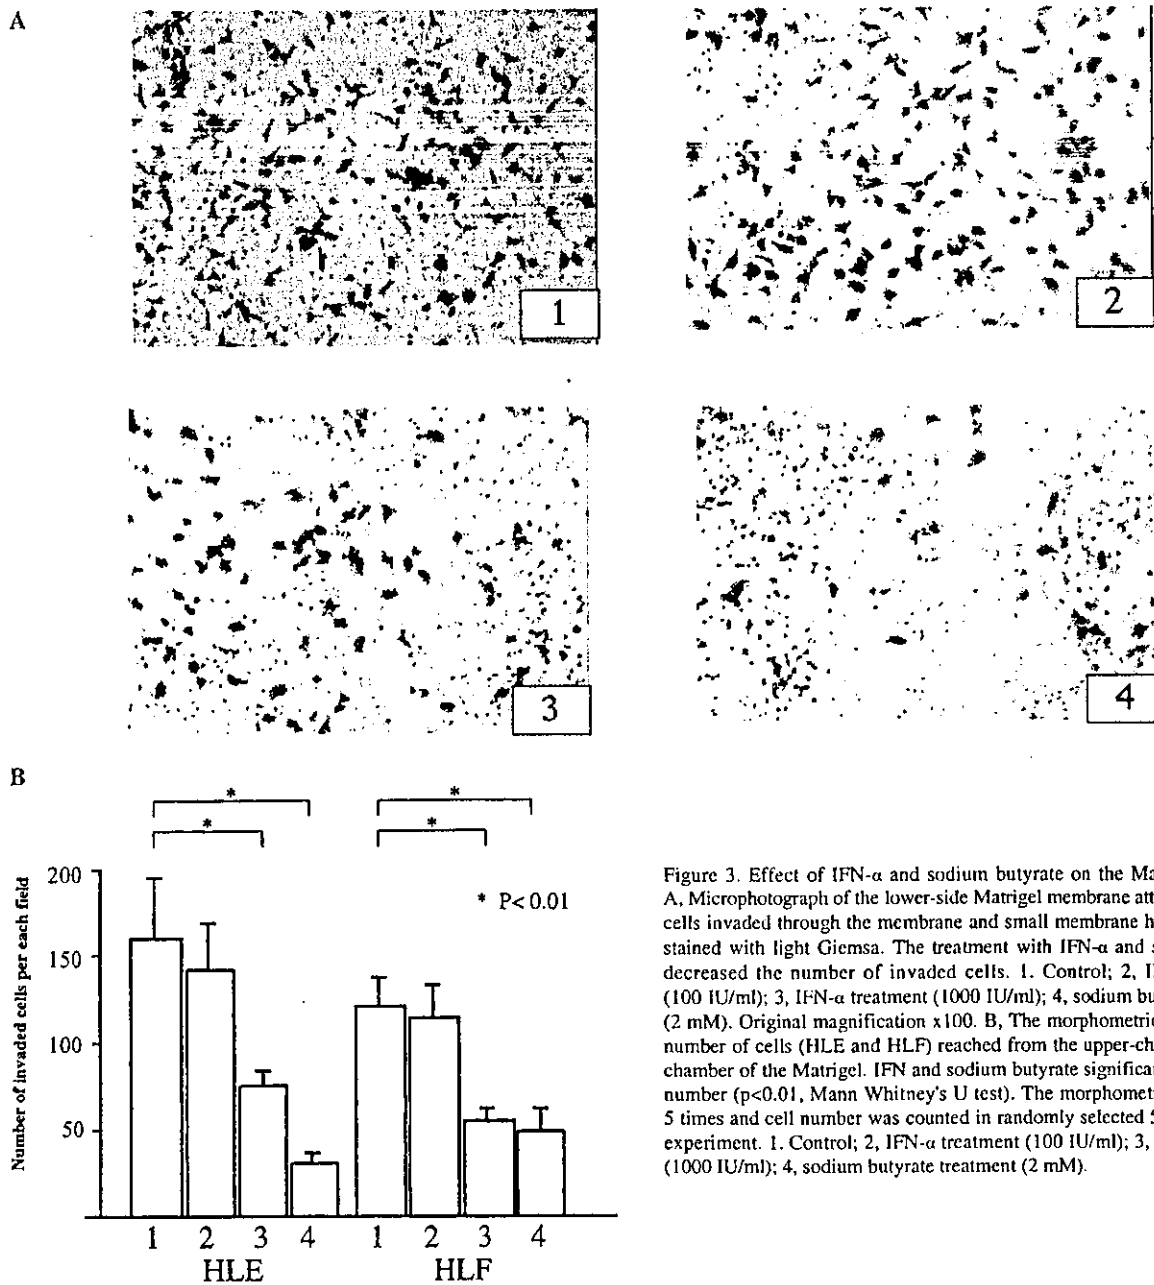 A
1
2
3
4
B
* *
* *
Number of invaded cells per each field
200
150
100
50
* P< 0.01
1 2 3 4 1 2 3 4
HLE HLF
Figure 3. Effect of IFN-α and sodium butyrate on the Ma
A, Microphotograph of the lower-side Matrigel membrane att
cells invaded through the membrane and small membrane h
stained with light Giemsa. The treatment with IFN-α and s
decreased the number of invaded cells. 1. Control; 2, I
(100 IU/ml); 3, IFN-α treatment (1000 IU/ml); 4, sodium bu
(2 mM). Original magnification x100. B, The morphometri
number of cells (HLE and HLF) reached from the upper-ch
chamber of the Matrigel. IFN and sodium butyrate significa
number (p<0.01, Mann Whitney's U test). The morphomet
5 times and cell number was counted in randomly selected 5
experiment. 1. Control; 2, IFN-α treatment (100 IU/ml); 3,
(1000 IU/ml); 4, sodium butyrate treatment (2 mM).